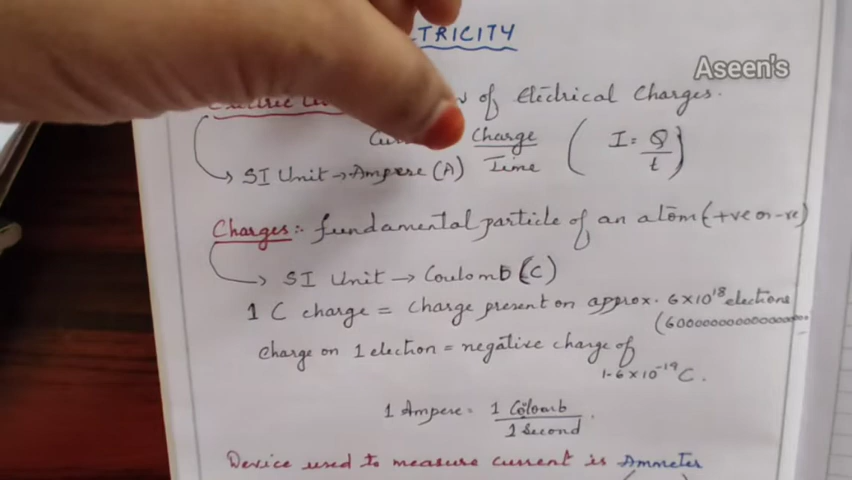 TRICITY
Aseen's
of Electrical Charges.
Charge
Time
( I = Q/t )
SI Unit → Ampere (A)
Charges:- fundamental particle of an atom (+ve or -ve)
SI Unit → Coulomb (C)
1 C charge = Charge present on approx. 6×10¹⁸ electrons
(6000000000000000
Charge on 1 electron = negative charge of
1.6×10⁻¹⁹ C.
1 Ampere = 1 Coloomb
1 Second
Device used to measure current is Ammeter